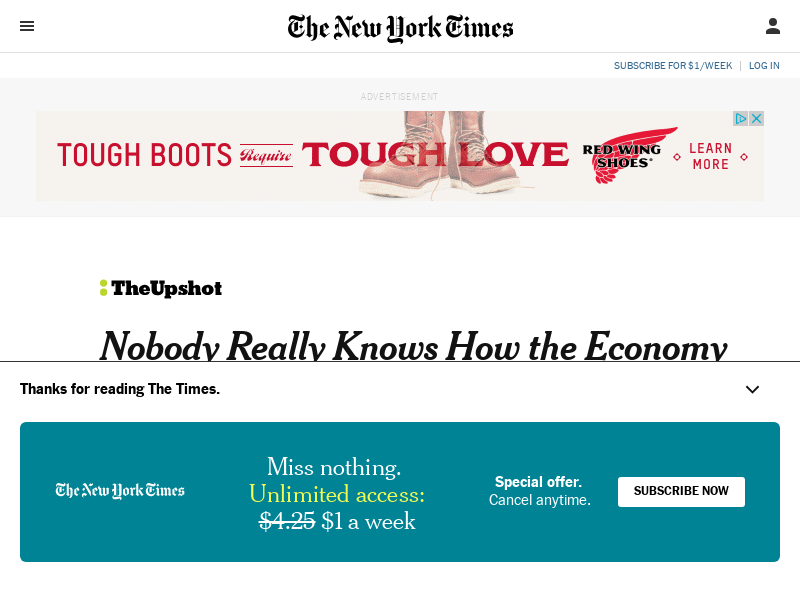 The New York Times
SUBSCRIBE FOR $1/WEEK
LOG IN
ADVERTISEMENT
TOUGH BOOTS Require TOUGH LOVE
RED WING
SHOES®
LEARN
MORE
TheUpshot
Nobody Really Knows How the Economy
Thanks for reading The Times.
The New York Times
Miss nothing.
Unlimited access:
$4.25 $1 a week
Special offer.
Cancel anytime.
SUBSCRIBE NOW